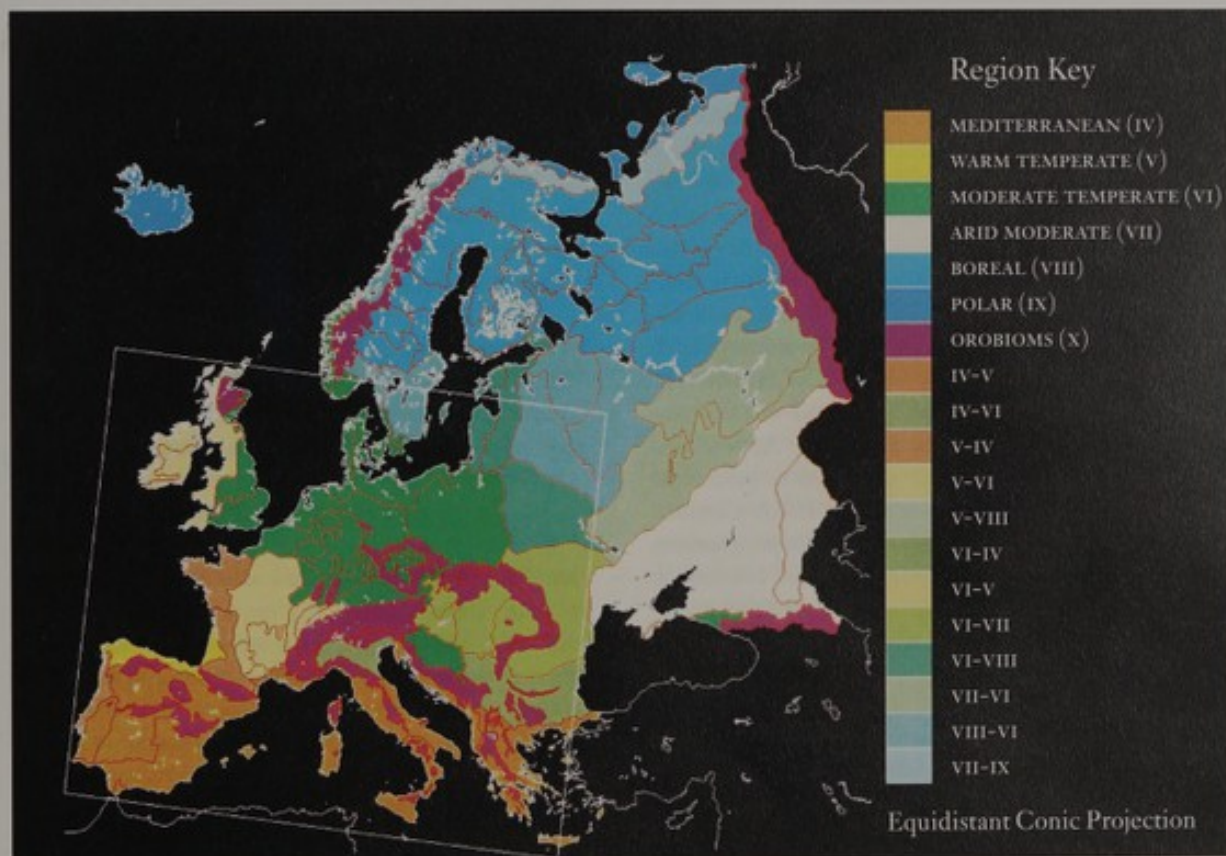 Region Key
MEDITERRANEAN (IV)
WARM TEMPERATE (V)
MODERATE TEMPERATE (VI)
ARID MODERATE (VII)
BOREAL (VIII)
POLAR (IX)
OROBIOMS (X)
IV-V
IV-VI
V-IV
V-VI
V-VIII
VI-IV
VI-V
VI-VII
VI-VIII
VII-VI
VIII-VI
VII-IX
Equidistant Conic Projection